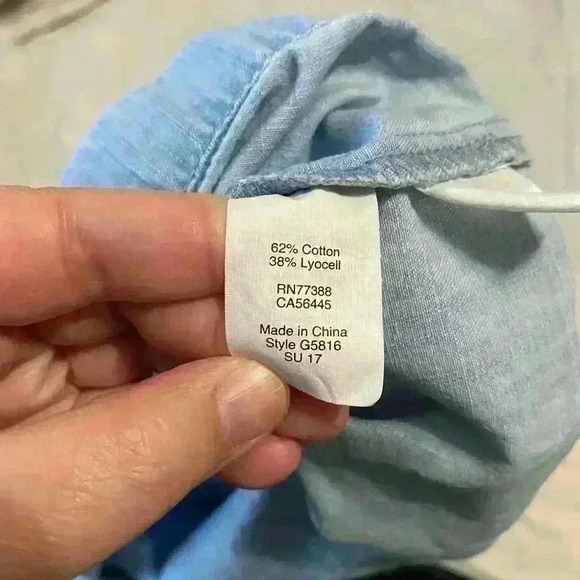 62% Cotton
38% Lyocell
RN77388
CA56445
Made in China
Style G5816
SU 17